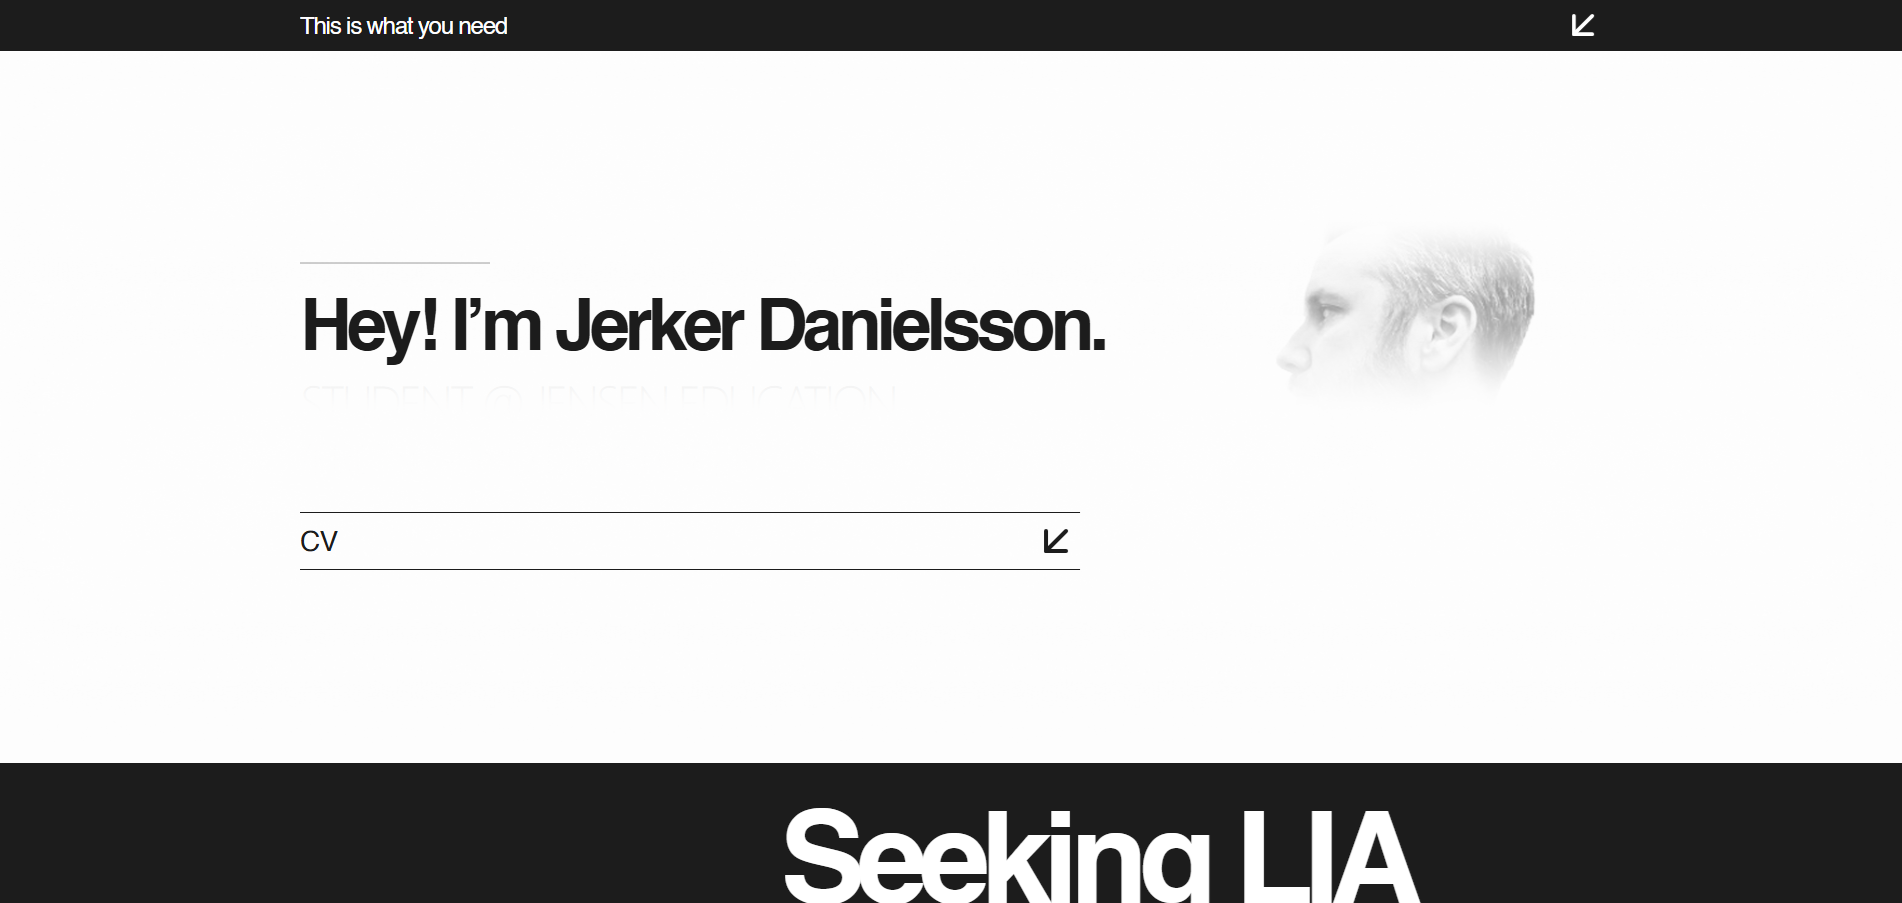 This is what you need
Hey! I’m Jerker Danielsson.
STUDENT @ JENSEN EDUCATION
CV
Seeking LIA